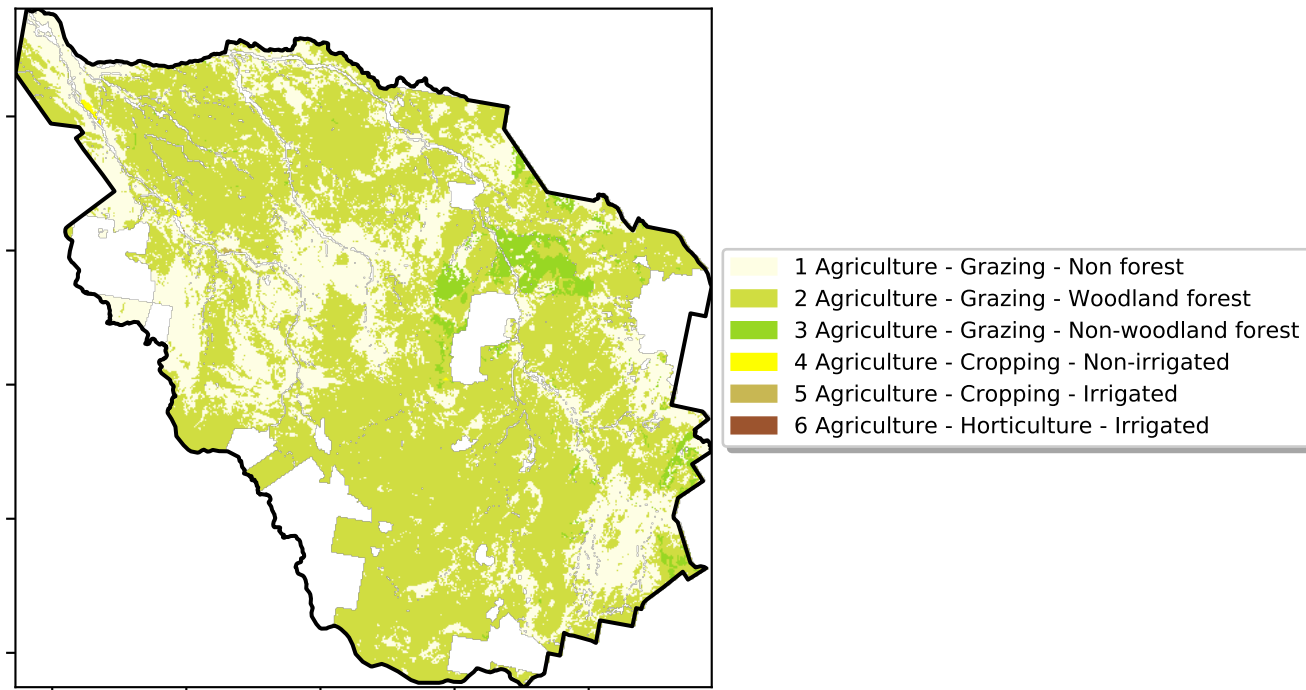 1 Agriculture - Grazing - Non forest
2 Agriculture - Grazing - Woodland forest
3 Agriculture - Grazing - Non-woodland forest
4 Agriculture - Cropping - Non-irrigated
5 Agriculture - Cropping - Irrigated
6 Agriculture - Horticulture - Irrigated